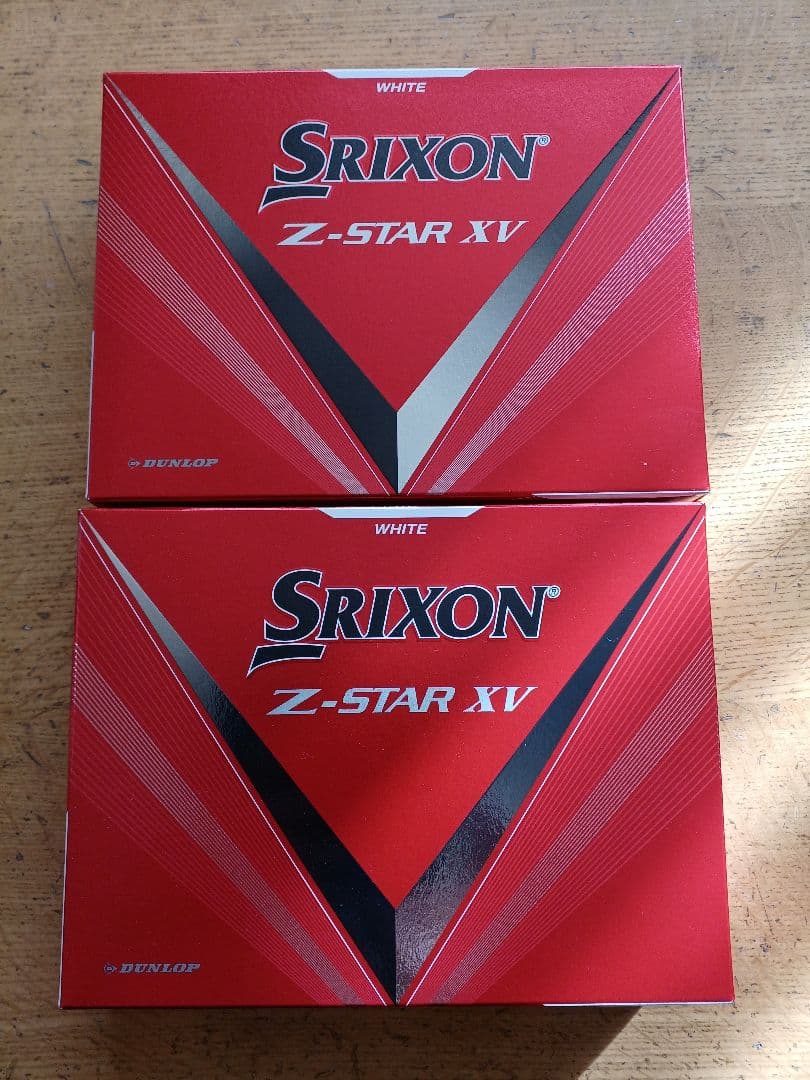 WHITE
SRIXON®
Z-STAR XV
DUNLOP
WHITE
SRIXON®
Z-STAR XV
DUNLOP